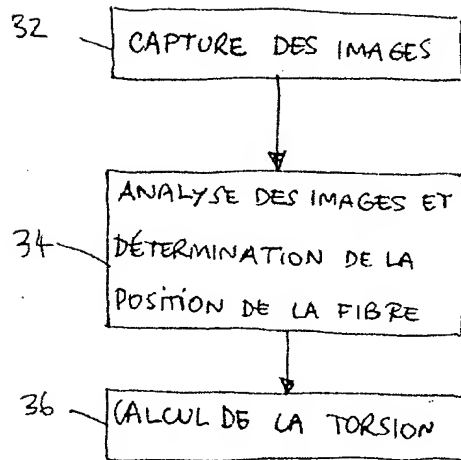 32
CAPTURE DES IMAGES
34
ANALYSE DES IMAGES ET
DÉTERMINATION DE LA
POSITION DE LA FIBRE
36
CALCUL DE LA TORSION